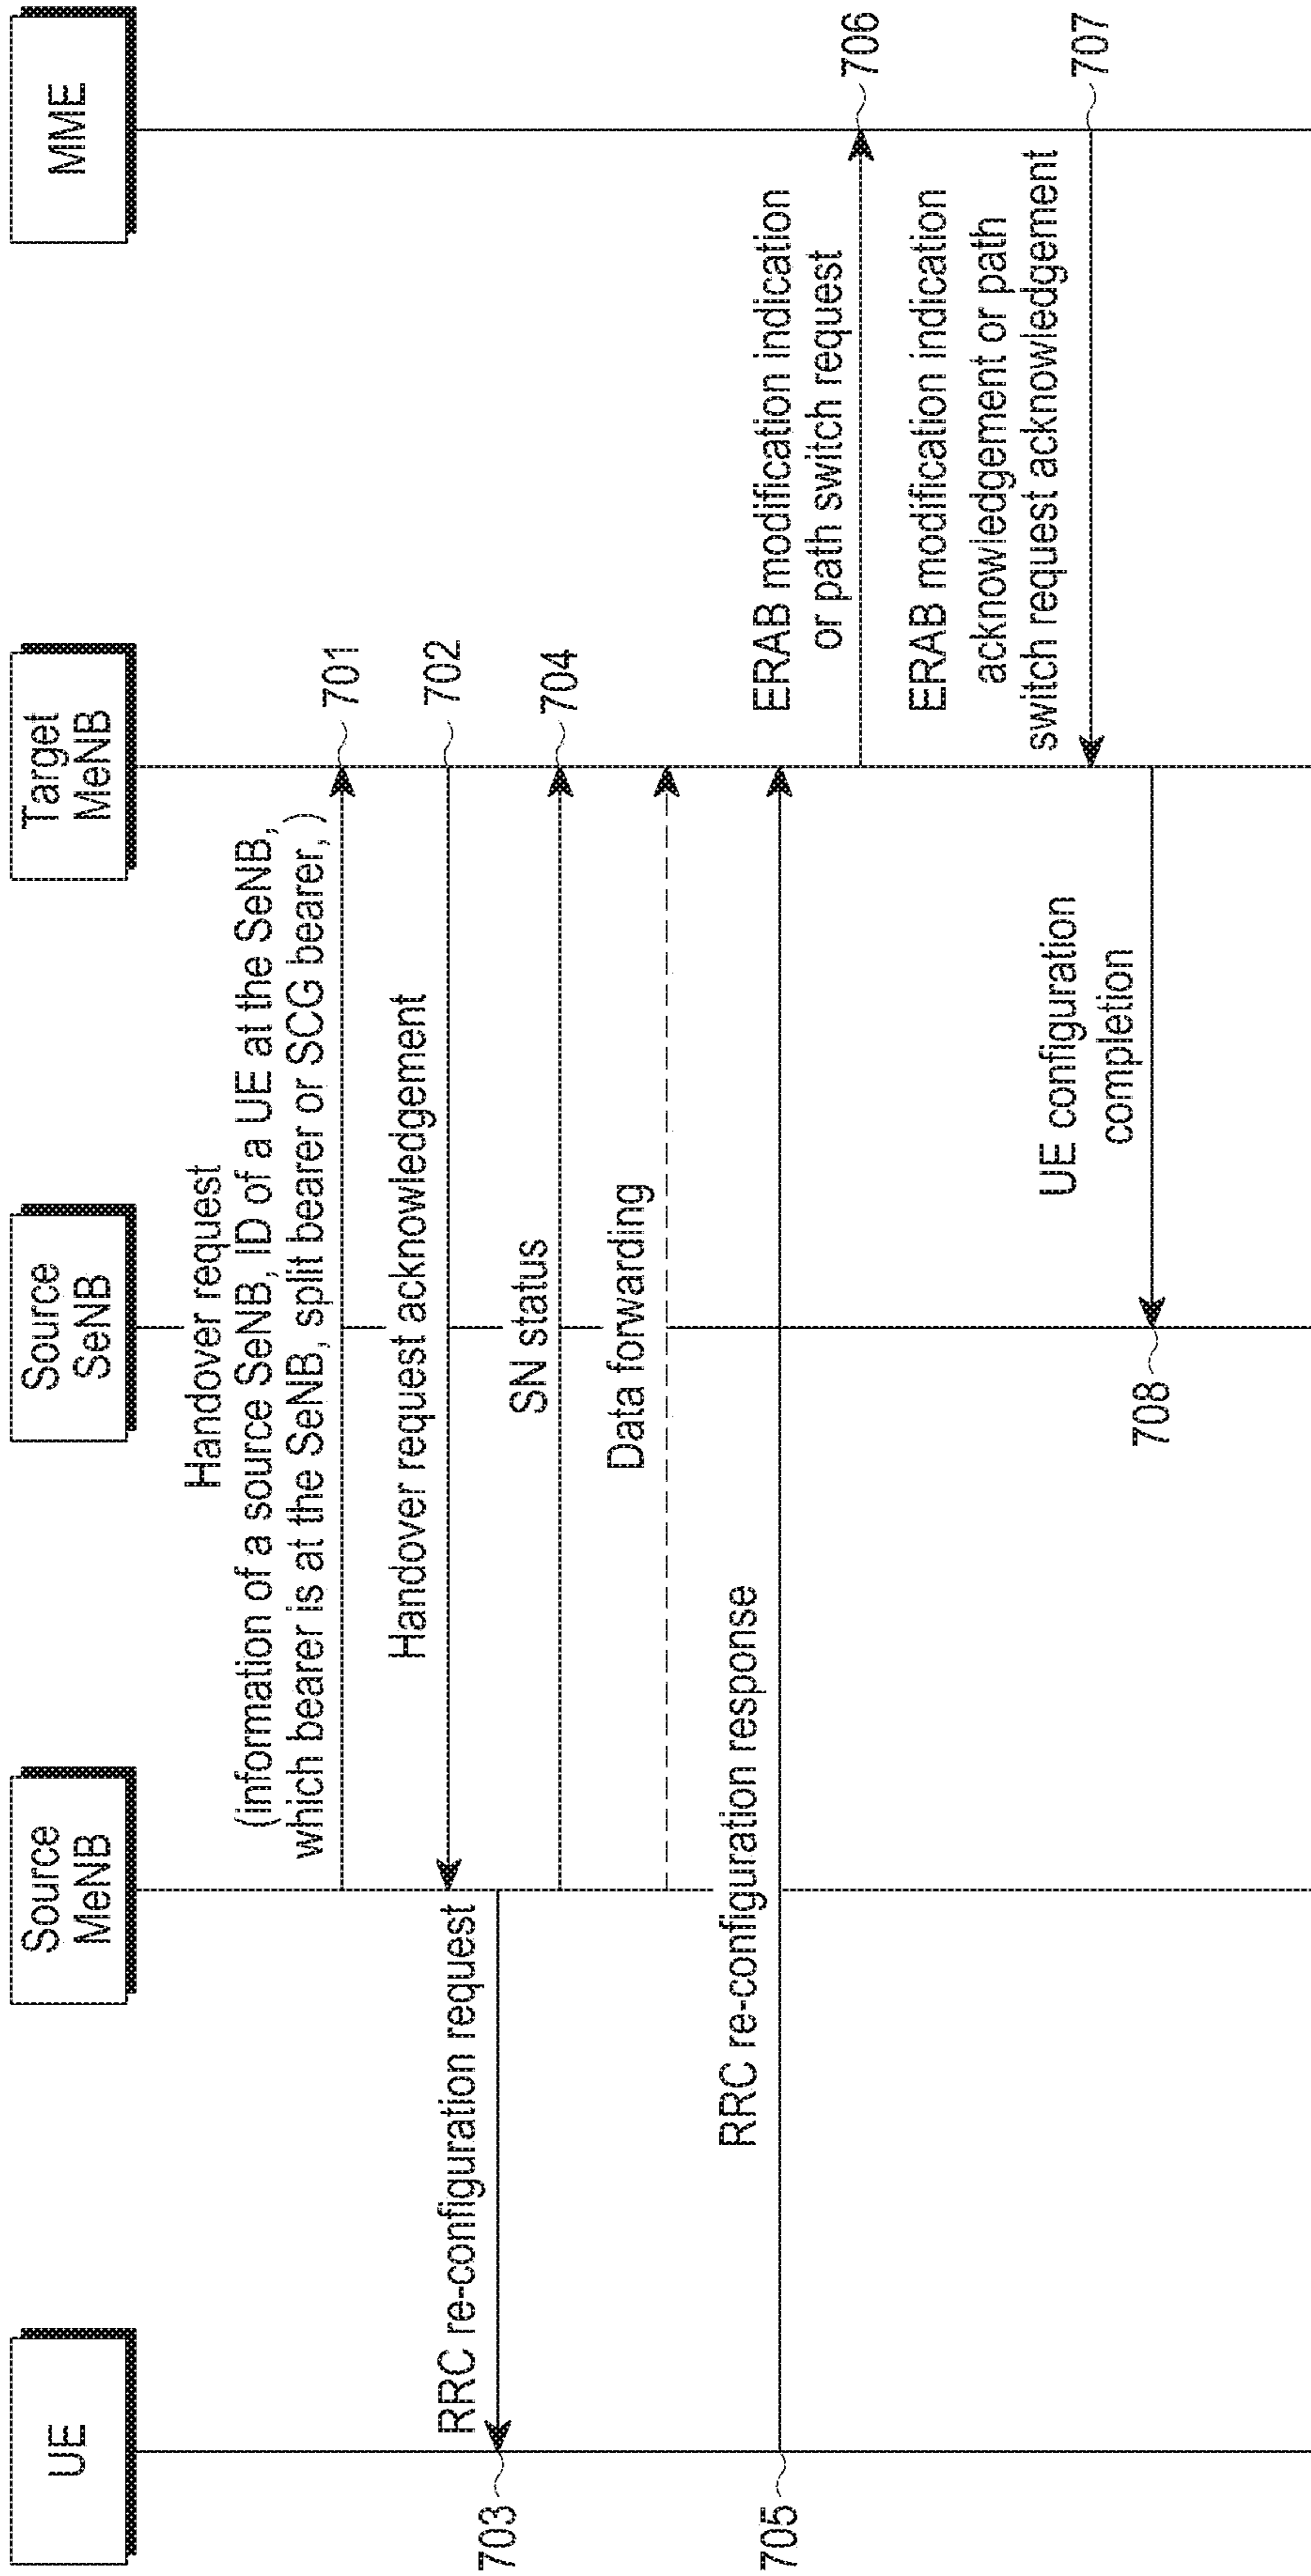 UE
Source
MeNB
Source
SeNB
Target
MeNB
MME
Handover request
(information of a source SeNB, ID of a UE at the SeNB,
which bearer is at the SeNB, split bearer or SCG bearer,)
701
Handover request acknowledgement
702
RRC re-configuration request
703
SN status
704
Data forwarding
RRC re-configuration response
705
ERAB modification indication
or path switch request
706
ERAB modification indication
acknowledgement or path
switch request acknowledgement
707
UE configuration
completion
708